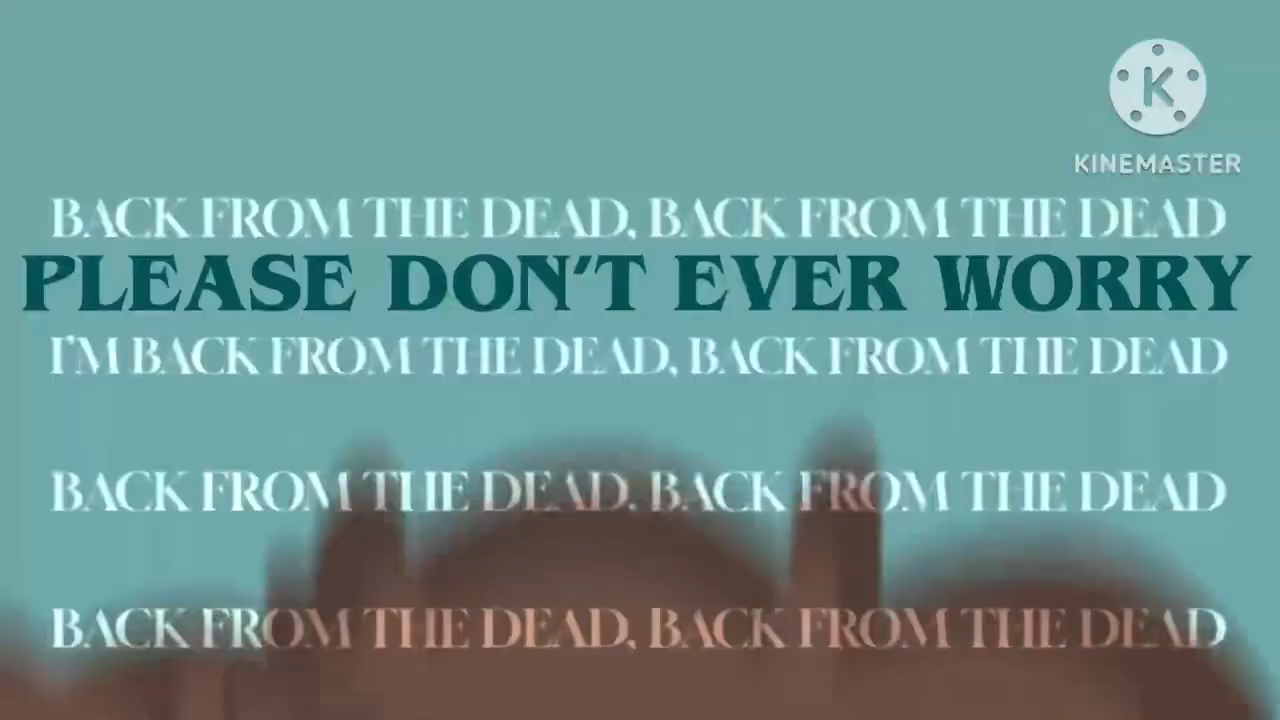 K
KINEMASTER
BACK FROM THE DEAD, BACK FROM THE DEAD
PLEASE DON'T EVER WORRY
I'M BACK FROM THE DEAD, BACK FROM THE DEAD
BACK FROM THE DEAD, BACK FROM THE DEAD
BACK FROM THE DEAD, BACK FROM THE DEAD